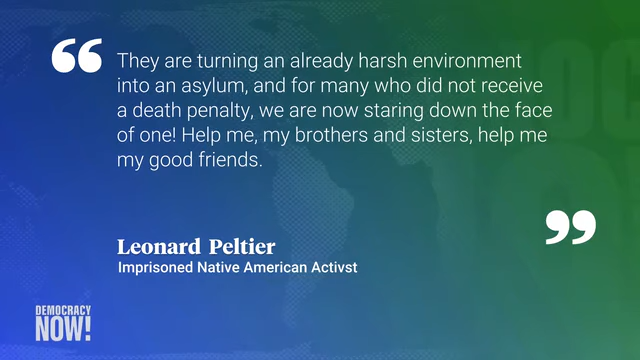 “
They are turning an already harsh environment
into an asylum, and for many who did not receive
a death penalty, we are now staring down the face
of one! Help me, my brothers and sisters, help me
my good friends.
”
Leonard Peltier
Imprisoned Native American Activst
DEMOCRACY
NOW!